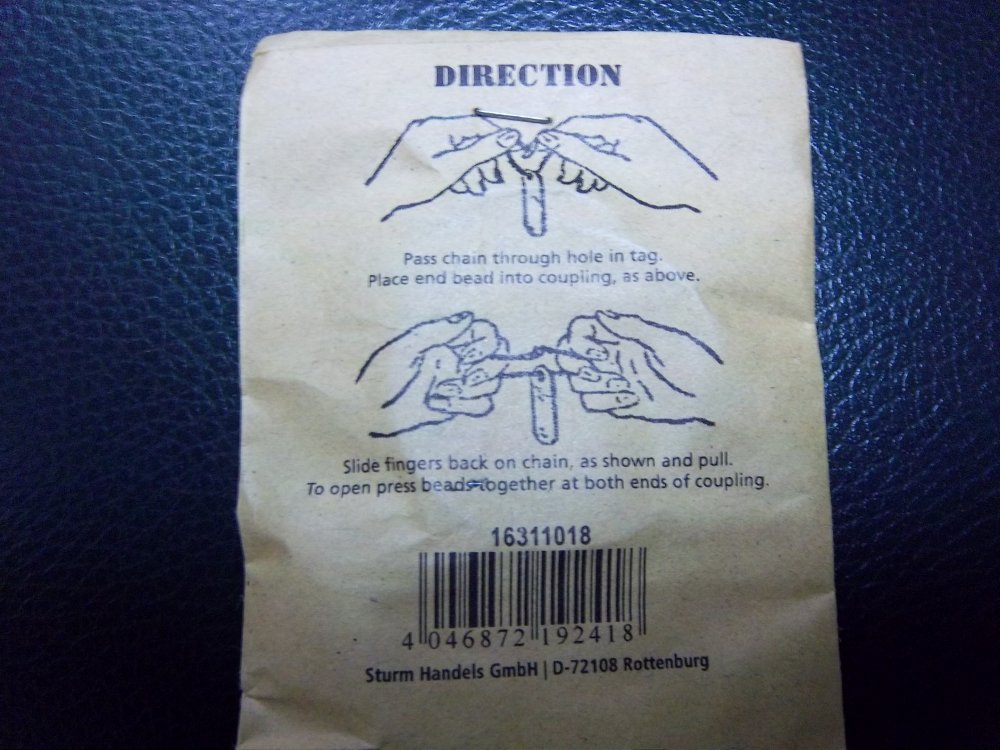 DIRECTION
Pass chain through hole in tag.
Place end bead into coupling, as above.
Slide fingers back on chain, as shown and pull.
To open press beads together at both ends of coupling.
16311018
4 046872 192418
Sturm Handels GmbH | D-72108 Rottenburg